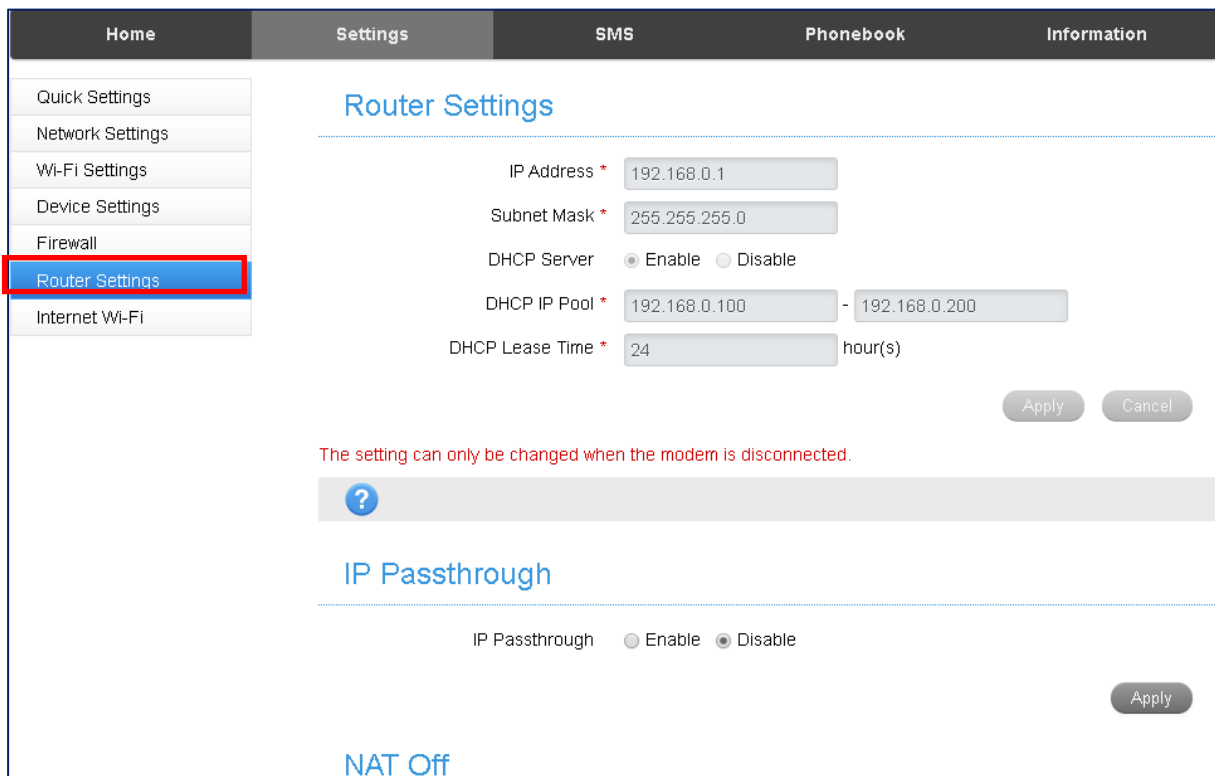 Home Settings SMS Phonebook Information
Quick Settings
Network Settings
Wi-Fi Settings
Device Settings
Firewall
Router Settings
Internet Wi-Fi
Router Settings
IP Address * 192.168.0.1
Subnet Mask * 255.255.255.0
DHCP Server Enable Disable
DHCP IP Pool * 192.168.0.100 - 192.168.0.200
DHCP Lease Time * 24 hour(s)
Apply Cancel
The setting can only be changed when the modem is disconnected.
?
IP Passthrough
IP Passthrough Enable Disable
Apply
NAT Off